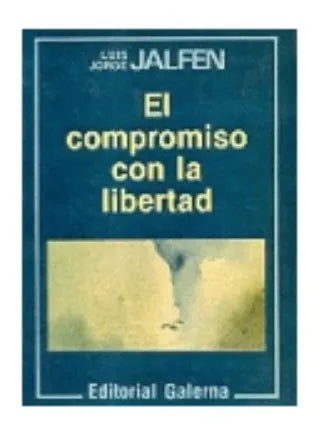 LUIS
JORGE JALFEN
El
compromiso
con la
libertad
Editorial Galerna